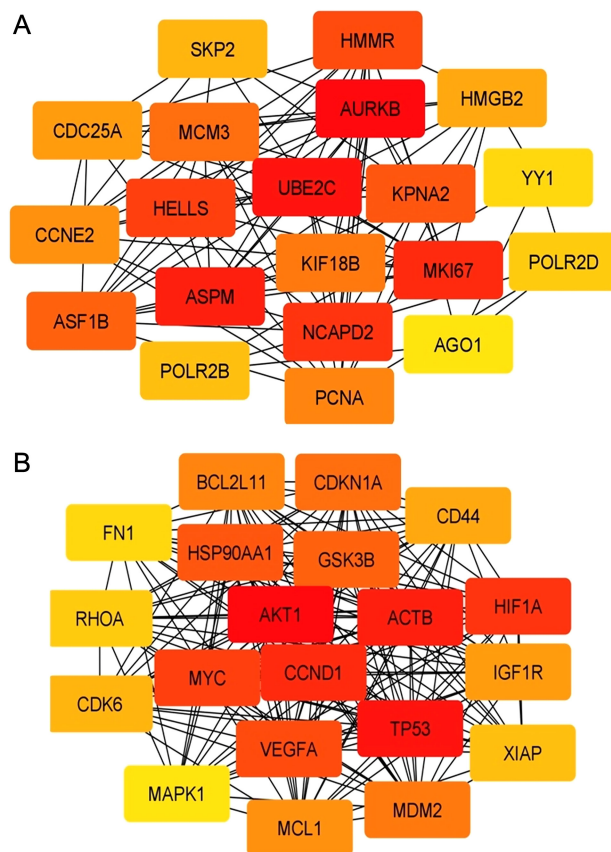 A
HMMR
SKP2
AURKB
HMGB2
CDC25A
MCM3
YY1
UBE2C
KPNA2
HELLS
CCNE2
KIF18B
MKI67
POLR2D
ASPM
ASF1B
NCAPD2
AGO1
POLR2B
PCNA
B
BCL2L11
CDKN1A
CD44
FN1
HSP90AA1
GSK3B
RHOA
AKT1
ACTB
HIF1A
MYC
CCND1
IGF1R
CDK6
TP53
VEGFA
XIAP
MAPK1
MCL1
MDM2